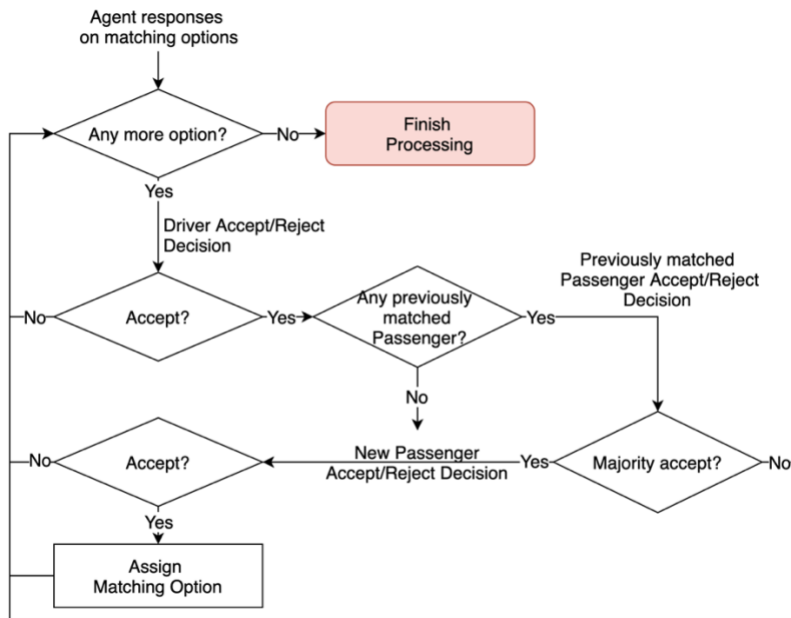 Agent responses
on matching options
Any more option?
No
Finish
Processing
Yes
Driver Accept/Reject
Decision
Previously matched
Passenger Accept/Reject
Decision
No
Accept?
Yes
Any previously
matched
Passenger?
Yes
No
No
Accept?
New Passenger
Accept/Reject Decision
Yes
Majority accept?
No
Yes
Assign
Matching Option